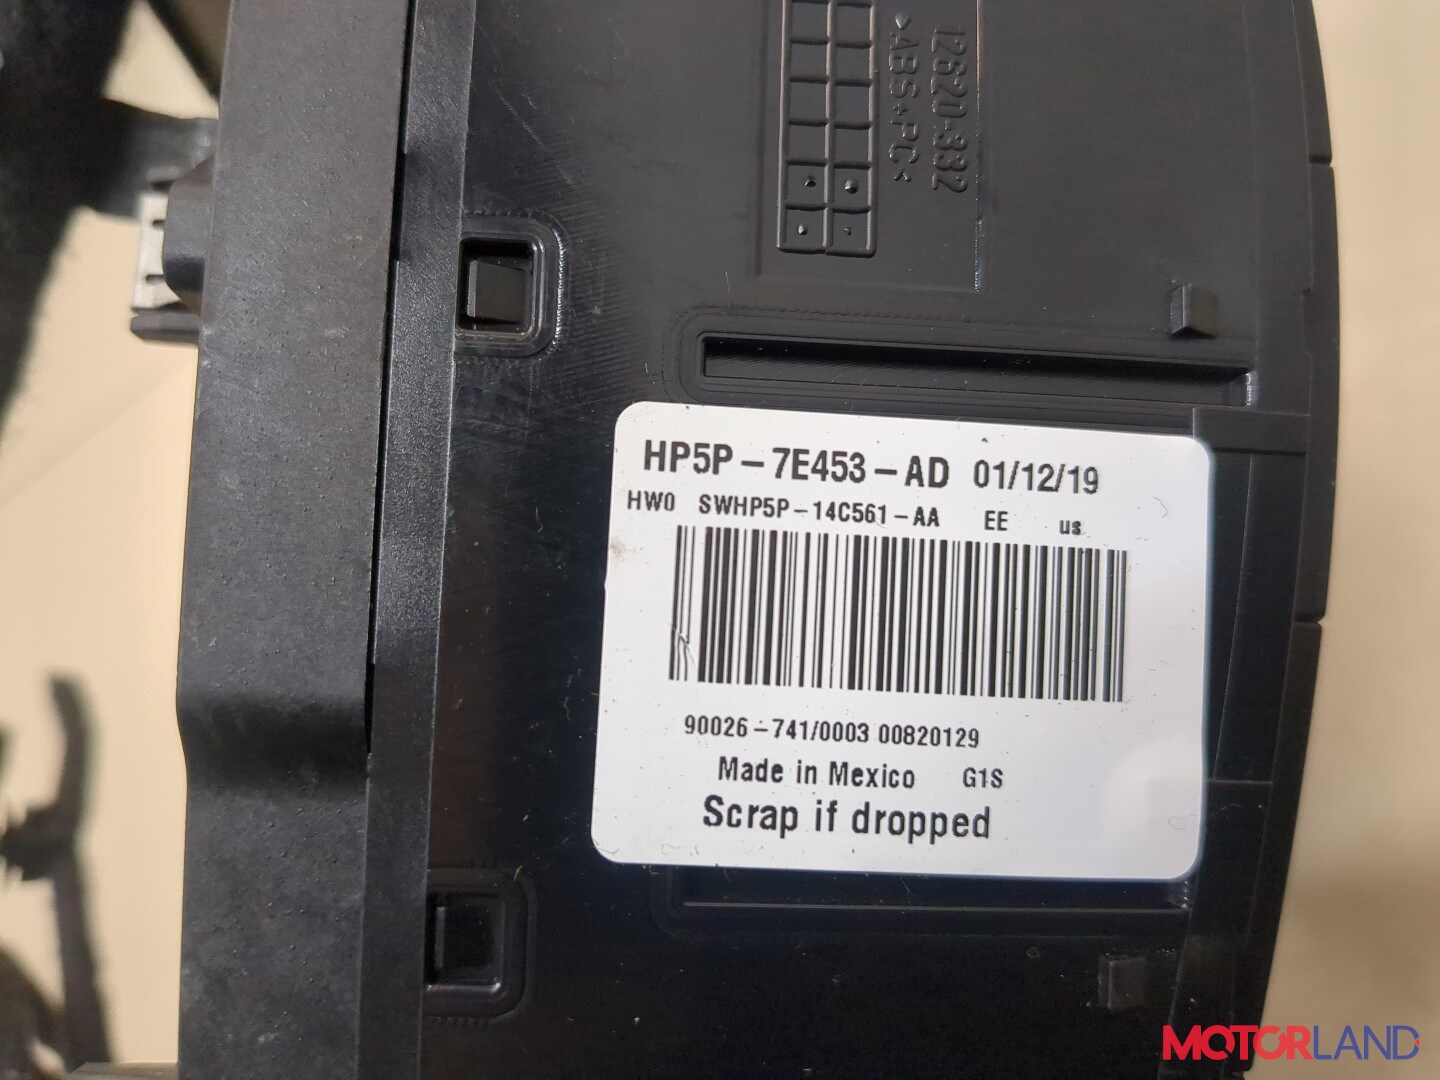 12620-332
>ABS+PC<
HP5P-7E453-AD 01/12/19
HW0 SWHP5P-14C561-AA EE us
90026-741/0003 00820129
Made in Mexico G1S
Scrap if dropped
MOTORLAND